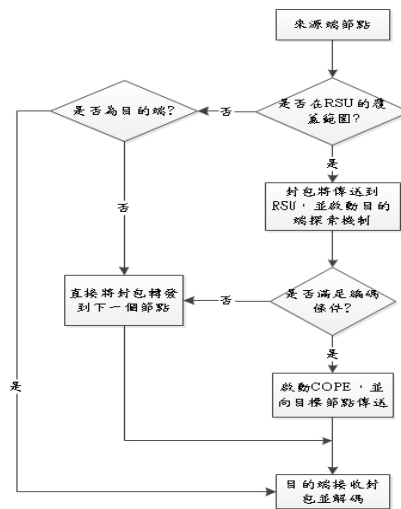 來源端節點
是否在RSU的覆
蓋範圍?
是否為目的端?
否
是
封包將傳送到
RSU,並啟動目的
端探索機制
否
直接將封包轉發
到下一個節點
否
是否滿足編碼
條件?
是
是
啟動COPE,並
向目標節點傳送
目的端接收封
包並解碼